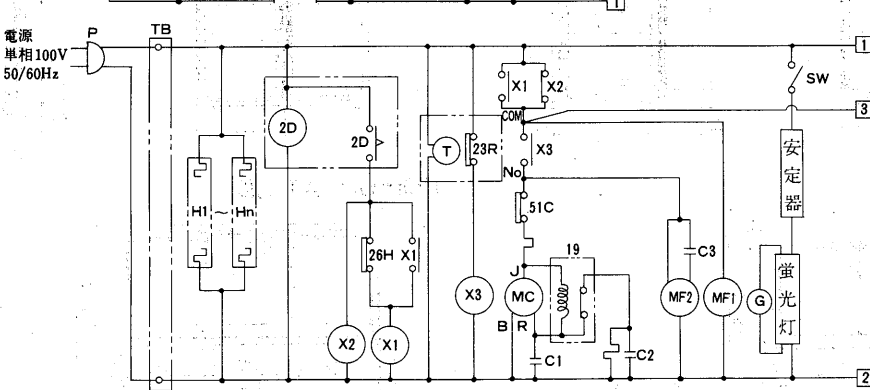 1
電源
単相100V
50/60Hz
P
TB
1
X1
X2
SW
COM
3
2D
2D
T
23R
X3
No
安定器
51C
H1
~
Hn
26H
X1
19
C3
J
X3
MC
MF2
MF1
G
蛍光灯
B
R
X2
X1
C1
C2
2